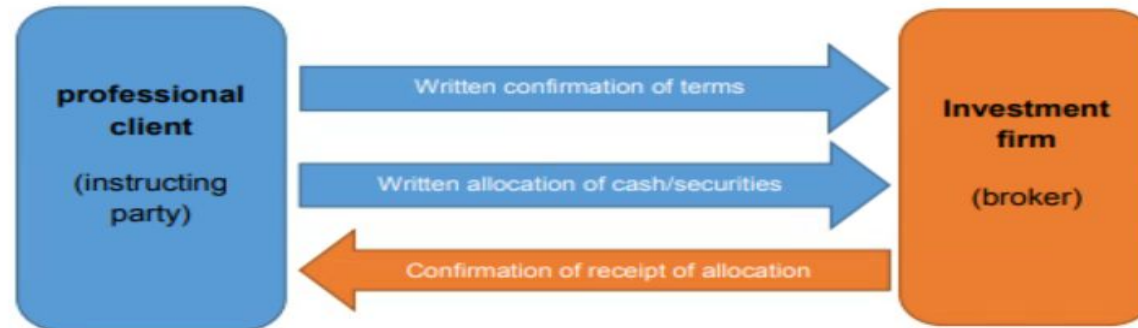 professional
client
(instructing
party)
Written confirmation of terms
Written allocation of cash/securities
Confirmation of receipt of allocation
Investment
firm
(broker)